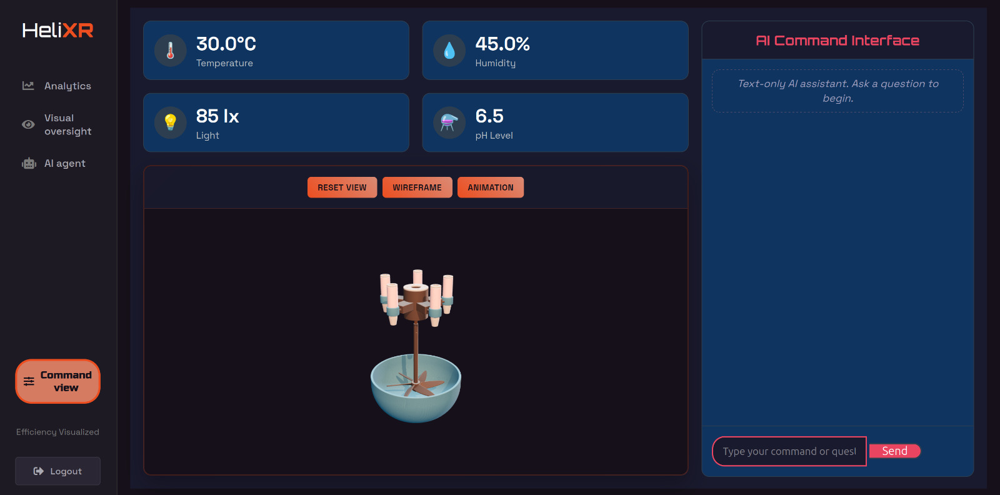 HeliXR
Analytics
Visual
oversight
AI agent
Command
view
Efficiency Visualized
Logout
30.0°C
Temperature
45.0%
Humidity
85 lx
Light
6.5
pH Level
RESET VIEW
WIREFRAME
ANIMATION
AI Command Interface
Text-only AI assistant. Ask a question to
begin.
Type your command or quest
Send